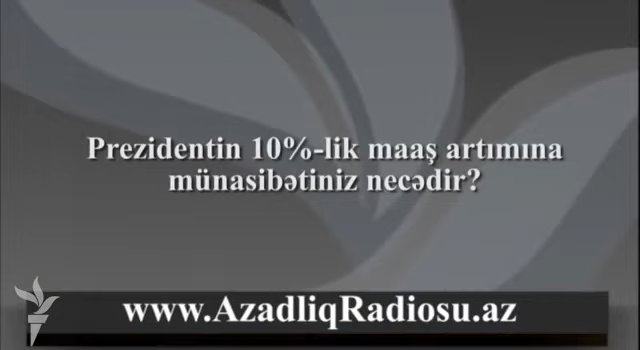 Prezidentin 10%-lik maaş artımına
münasibətiniz necədir?
www.AzadliqRadiosu.az